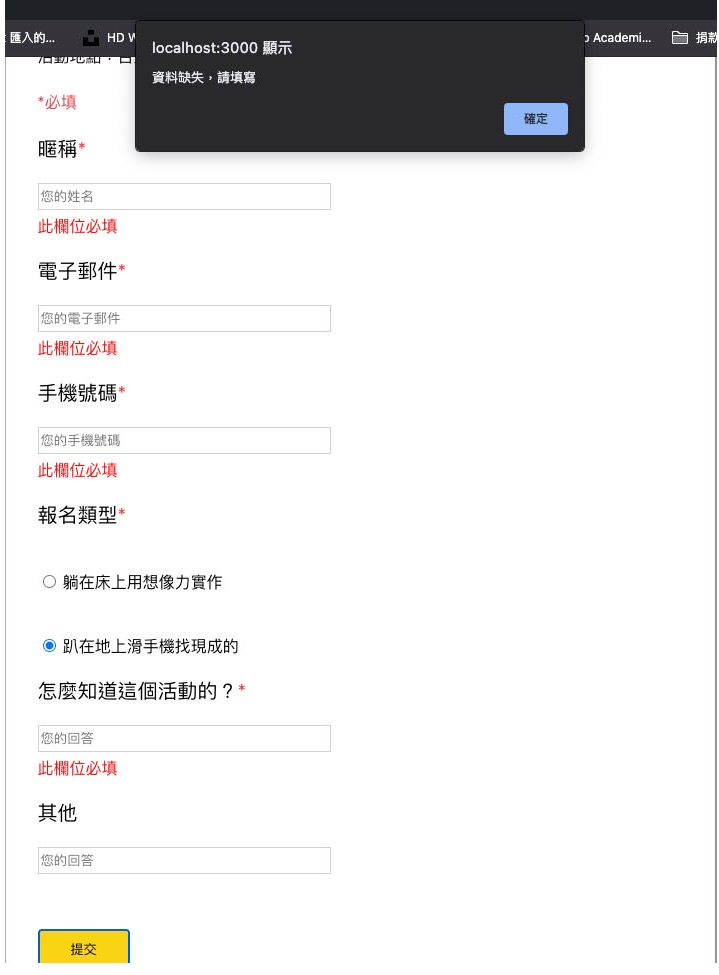 匯入的...
HD
Academi...
捐款
localhost:3000 顯示
資料缺失，請填寫
確定
*必填
暱稱*
您的姓名
此欄位必填
電子郵件*
您的電子郵件
此欄位必填
手機號碼*
您的手機號碼
此欄位必填
報名類型*
躺在床上用想像力實作
趴在地上滑手機找現成的
怎麼知道這個活動的？*
您的回答
此欄位必填
其他
您的回答
提交